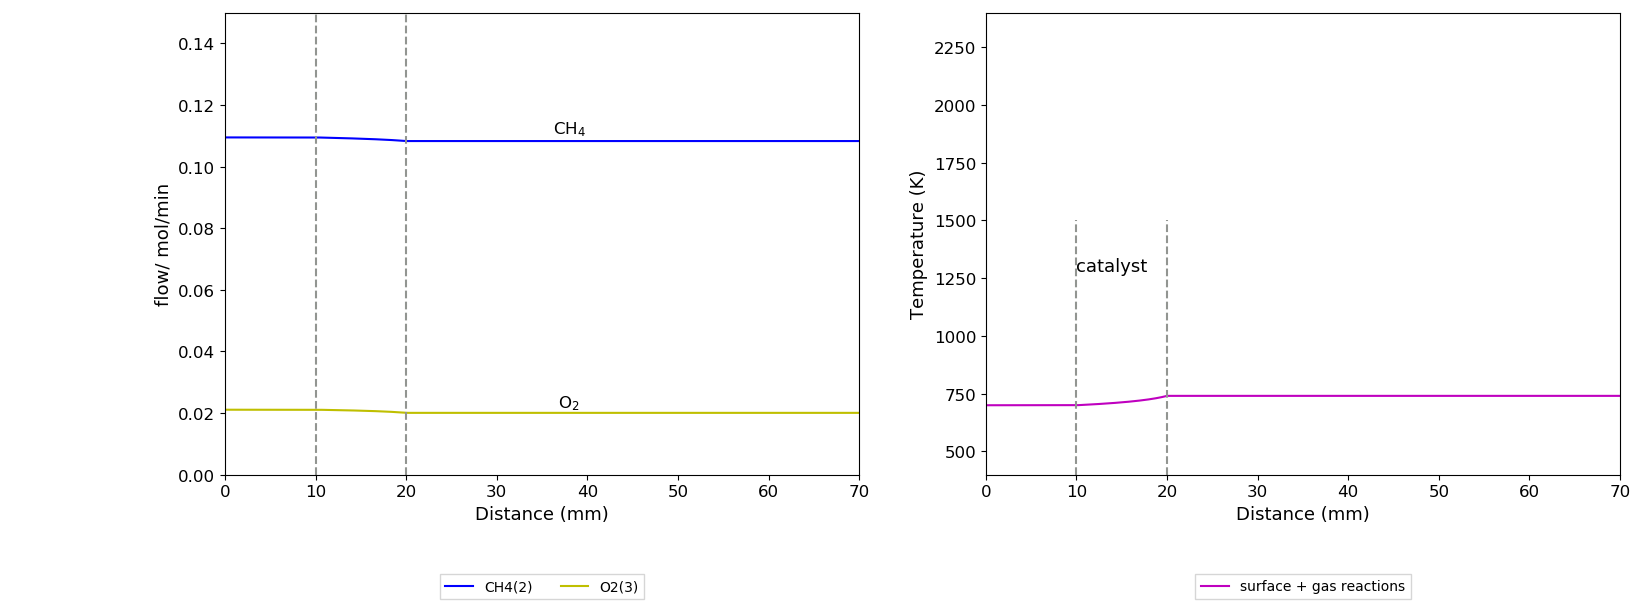 0.14
0.12
0.10
0.08
0.06
0.04
0.02
0.00
flow/ mol/min
CH₄
O₂
0 10 20 30 40 50 60 70
Distance (mm)
CH4(2) O2(3)
2250
2000
1750
1500
1250
1000
750
500
Temperature (K)
catalyst
0 10 20 30 40 50 60 70
Distance (mm)
surface + gas reactions